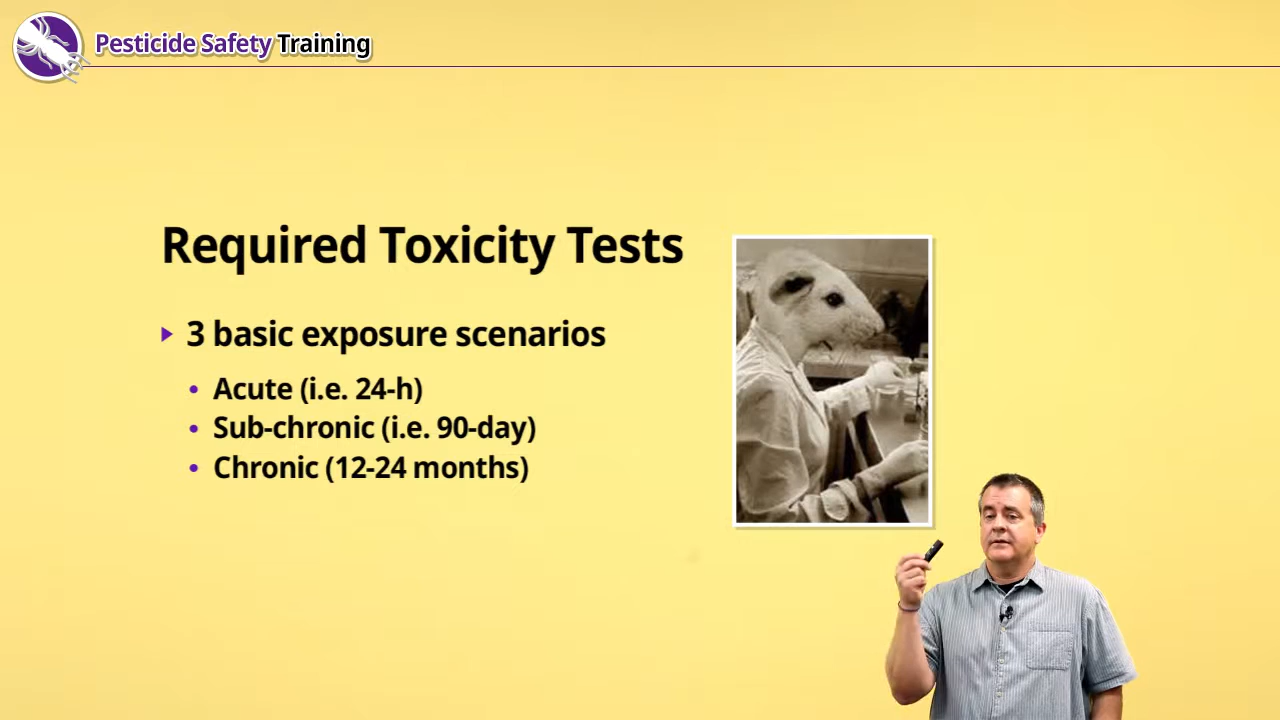 Pesticide Safety Training
Required Toxicity Tests
3 basic exposure scenarios
Acute (i.e. 24-h)
Sub-chronic (i.e. 90-day)
Chronic (12-24 months)